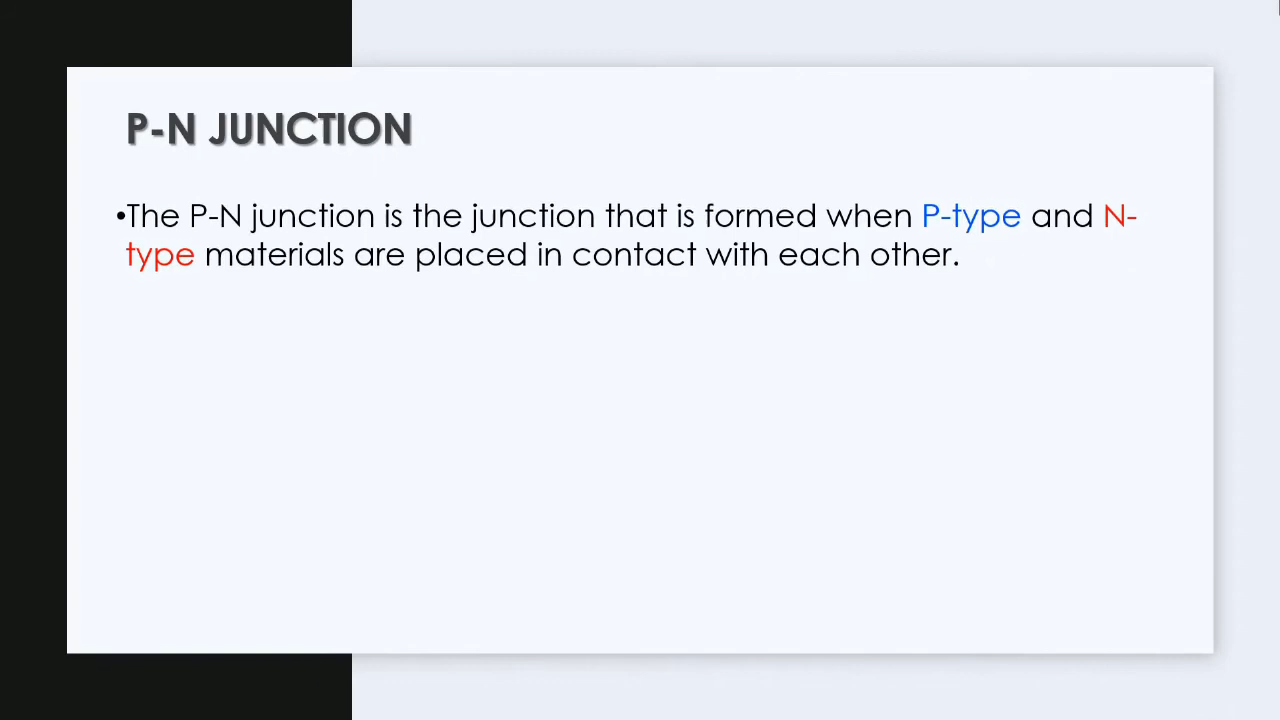 P-N JUNCTION
•The P-N junction is the junction that is formed when P-type and N-
type materials are placed in contact with each other.